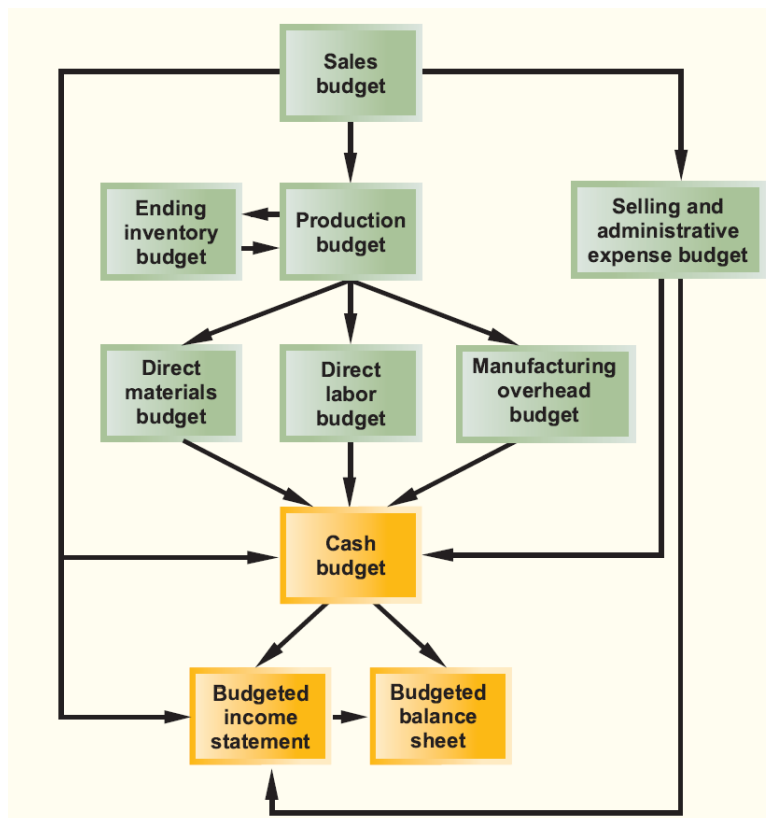 Sales
budget
Ending
inventory
budget
Production
budget
Selling and
administrative
expense budget
Direct
materials
budget
Direct
labor
budget
Manufacturing
overhead
budget
Cash
budget
Budgeted
income
statement
Budgeted
balance
sheet